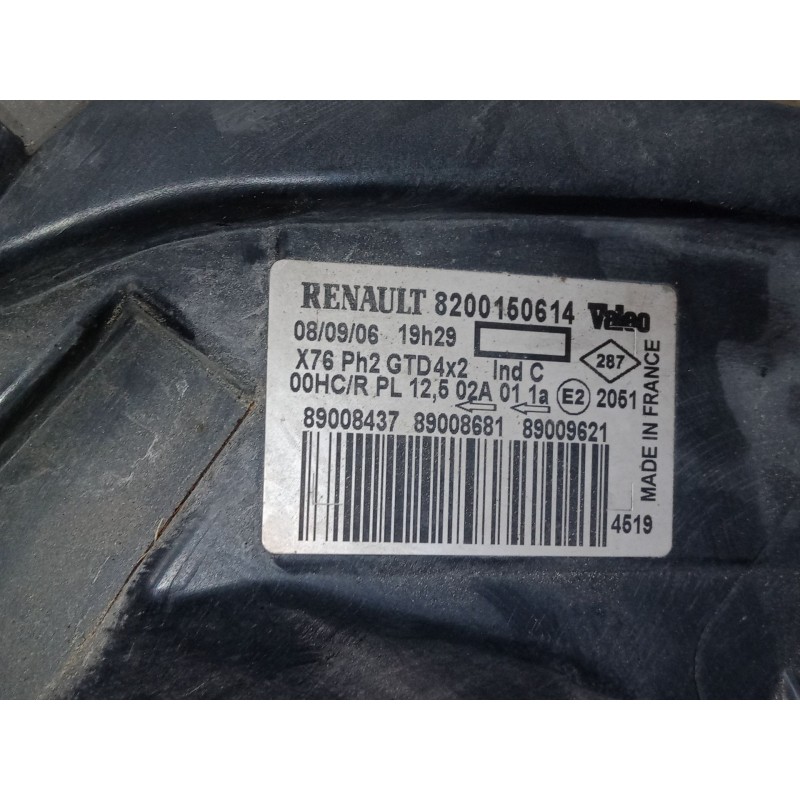 RENAULT 8200150614 Valeo
08/09/06 19h29
X76 Ph2 GTD4x2 Ind C
287
00HC/R PL 12,5 02A 01 1a E2 2051
89008437 89008681 89009621
4519
MADE IN FRANCE